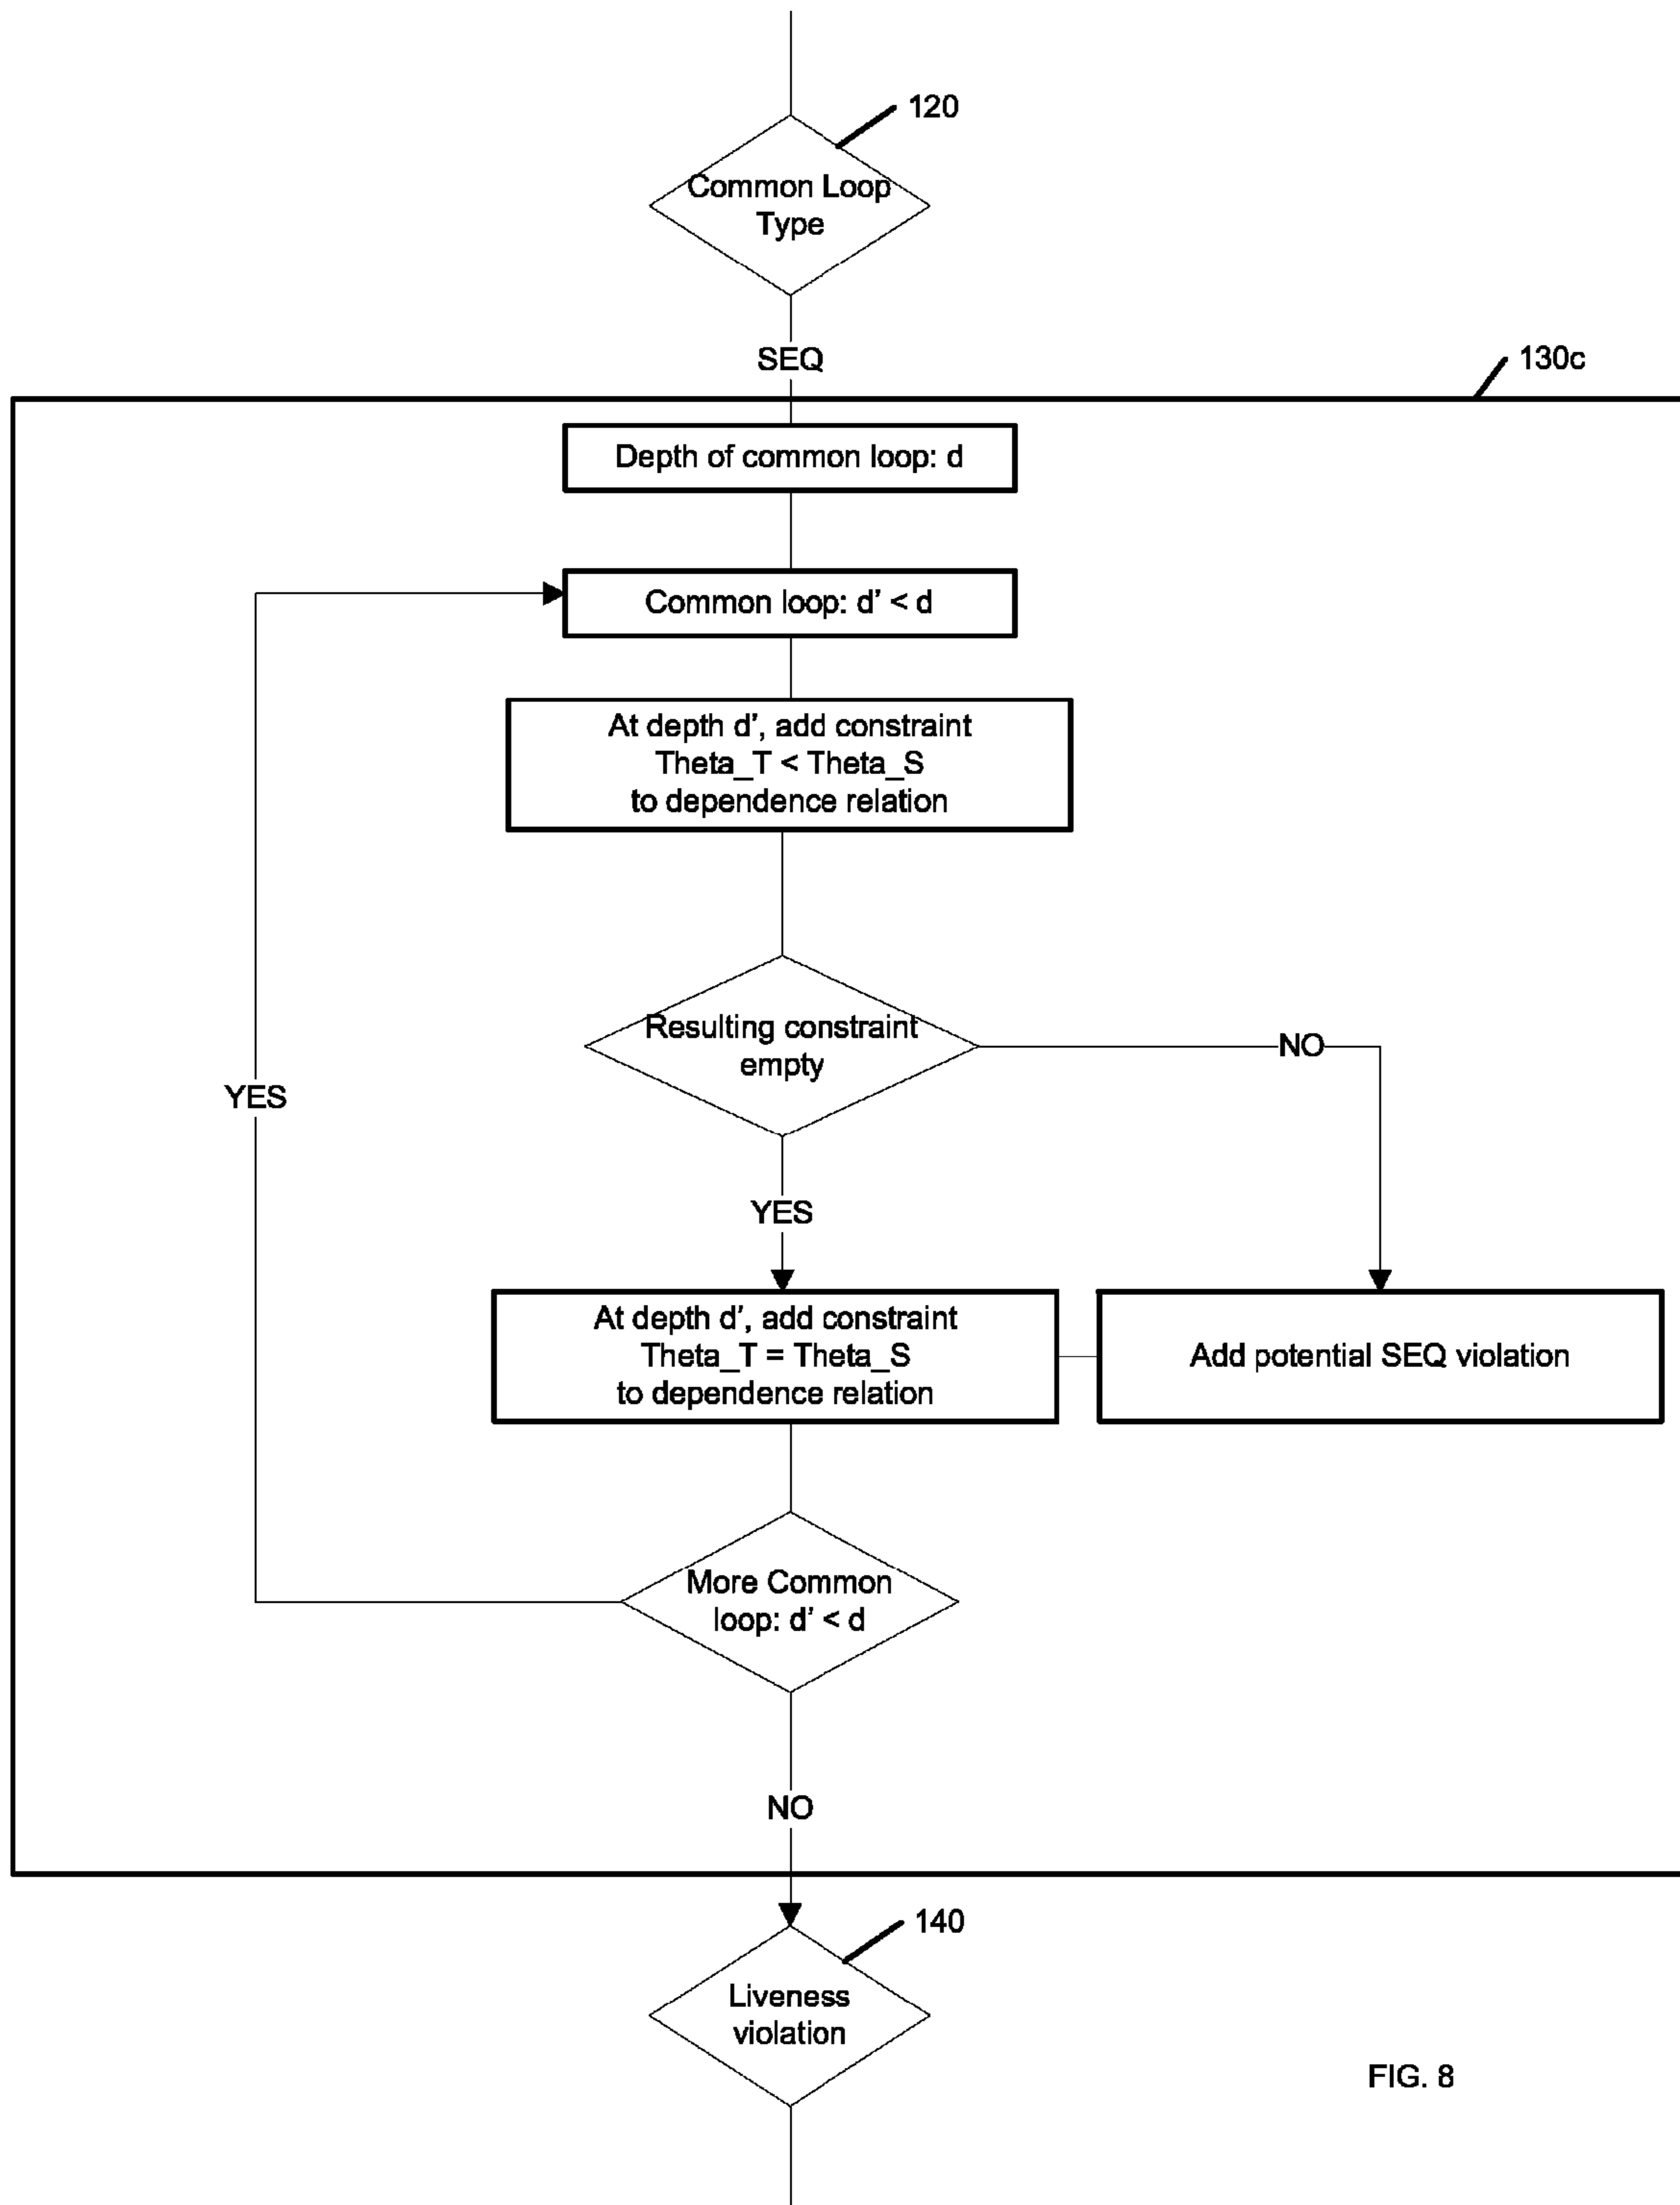 120
Common Loop
Type
SEQ
130c
Depth of common loop: d
Common loop: d' < d
At depth d', add constraint
Theta_T < Theta_S
to dependence relation
Resulting constraint
empty
NO
YES
YES
At depth d', add constraint
Theta_T = Theta_S
to dependence relation
Add potential SEQ violation
More Common
loop: d' < d
NO
140
Liveness
violation
FIG. 8